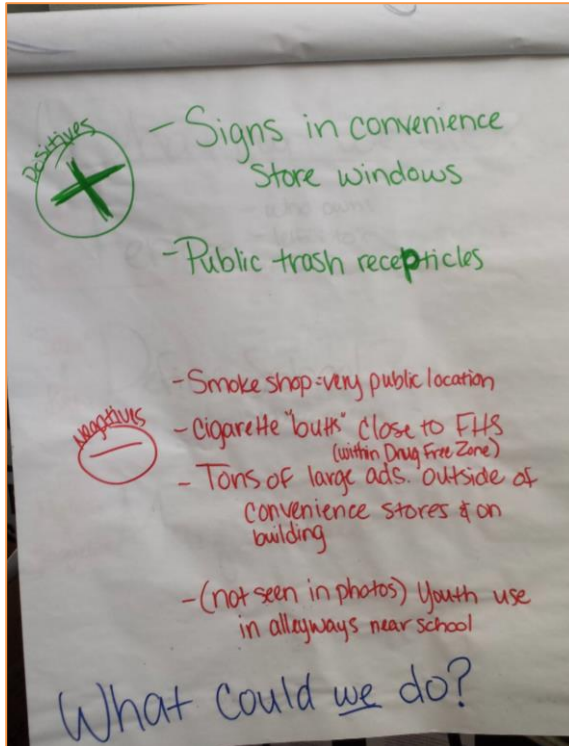 Positives
- Signs in convenience
store windows
- Public trash recepticles
Negatives
- Smoke shop = very public location
- Cigarette "butts" close to FHS
(within Drug Free Zone)
- Tons of large ads. outside of
convenience stores & on
building
- (not seen in photos) Youth use
in alleyways near school
What could we do?